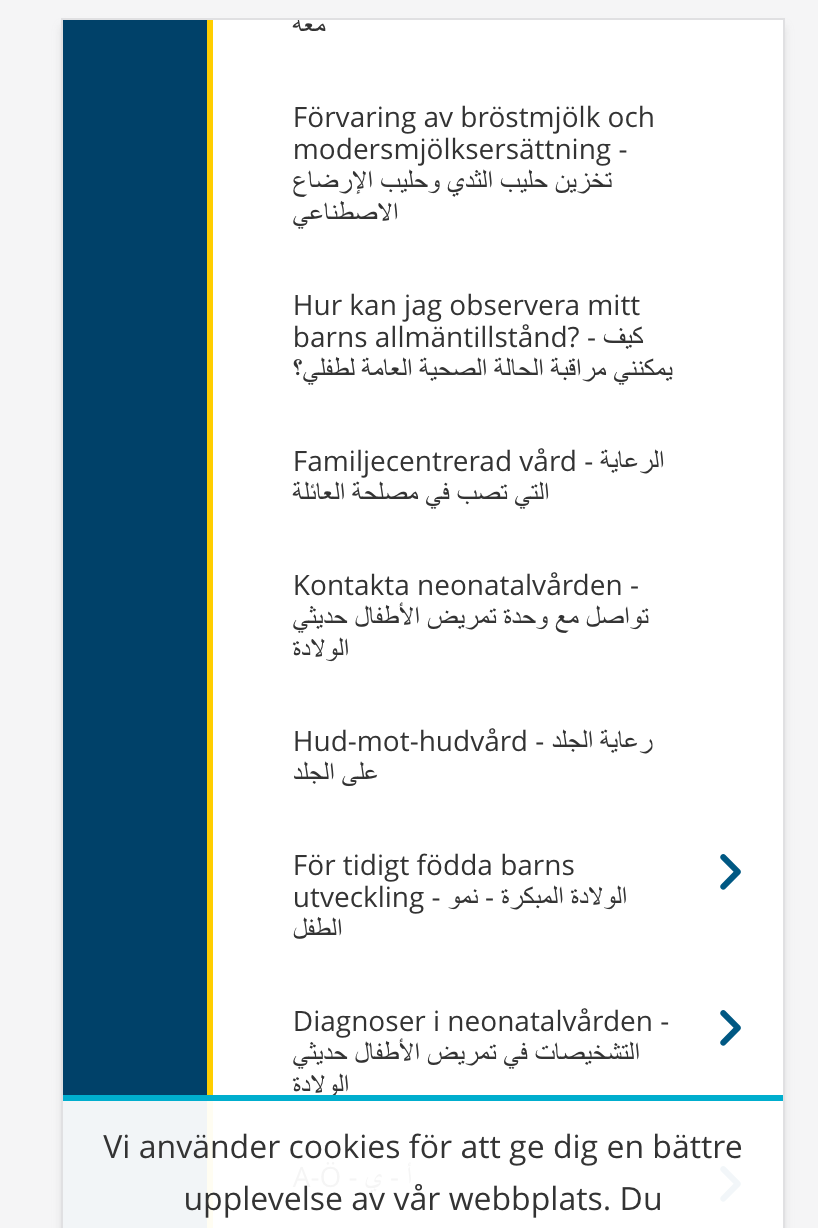 معه
Förvaring av bröstmjölk och
modersmjölksersättning -
تخزين حليب الثدي وحليب الإرضاع
الاصطناعي
Hur kan jag observera mitt
barns allmäntillstånd? - كيف
يمكنني مراقبة الحالة الصحية العامة لطفلي؟
Familjecentrerad vård - الرعاية
التي تصب في مصلحة العائلة
Kontakta neonatalvården -
تواصل مع وحدة تمريض الأطفال حديثي
الولادة
Hud-mot-hudvård - رعاية الجلد
على الجلد
För tidigt födda barns
utveckling - الولادة المبكرة - نمو
الطفل
Diagnoser i neonatalvården -
التشخيصات في تمريض الأطفال حديثي
الولادة
Vi använder cookies för att ge dig en bättre
A-Ö - أ - ي
upplevelse av vår webbplats. Du